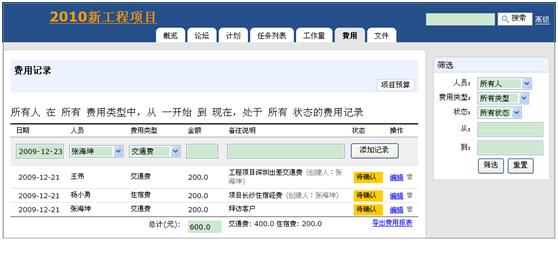 2010新工程项目
搜索 高级
概览 论坛 计划 任务列表 工作量 费用 文件
费用记录
项目预算
所有人 在 所有 费用类型中，从 一开始 到 现在，处于 所有 状态的费用记录
日期 人员 费用类型 金额 备注说明 状态 操作
2009-12-23 张海坤 交通费 添加记录
2009-12-21 王伟 交通费 200.0 工程项目深圳出差交通费 (创建人：张海坤) 待确认 编辑
2009-12-21 杨小勇 住宿费 200.0 项目长沙住宿经费 (创建人：张海坤) 待确认 编辑
2009-12-21 张海坤 交通费 200.0 拜访客户 待确认 编辑
总计(元)： 600.0 交通费: 400.0 住宿费: 200.0 导出费用报表
筛选
人员： 所有人
费用类型： 所有类型
状态： 所有状态
从：
到：
筛选 重置